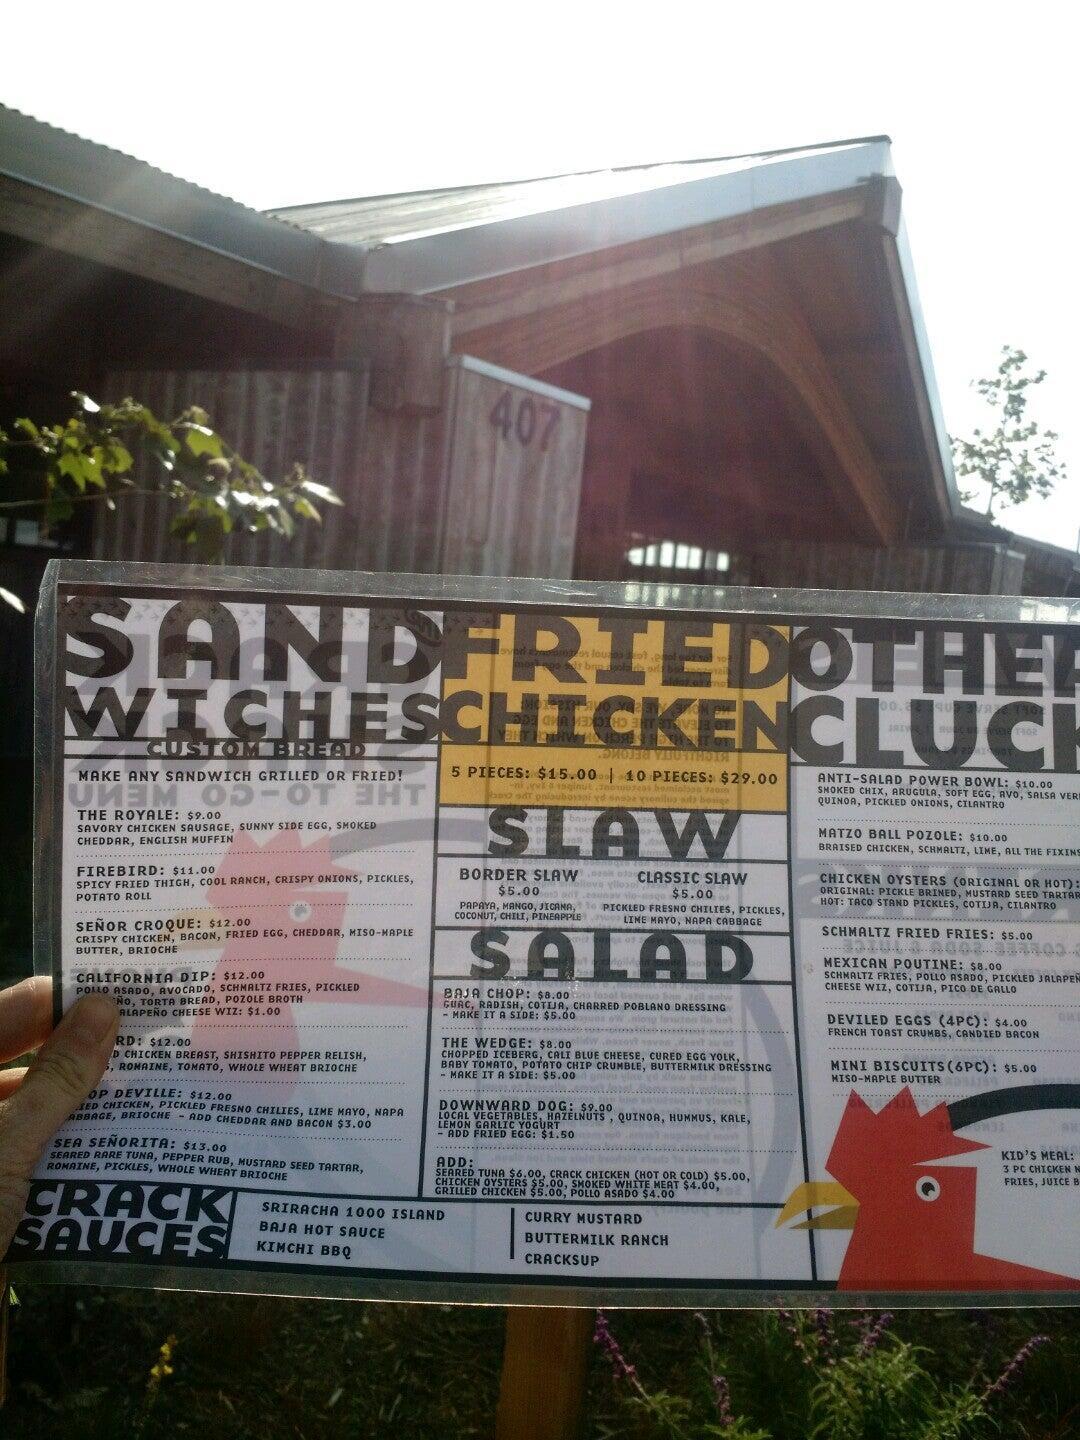 407
SAND
WICHES
CUSTOM BREAD
MAKE ANY SANDWICH GRILLED OR FRIED!
THE ROYALE: $9.00
SAVORY CHICKEN SAUSAGE, SUNNY SIDE EGG, SMOKED
CHEDDAR, ENGLISH MUFFIN
FIREBIRD: $11.00
SPICY FRIED THIGH, COOL RANCH, CRISPY ONIONS, PICKLES,
POTATO ROLL
SEÑOR CROQUE: $12.00
CRISPY CHICKEN, BACON, FRIED EGG, CHEDDAR, MISO-MAPLE
BUTTER, BRIOCHE
CALIFORNIA DIP: $12.00
POLLO ASADO, AVOCADO, SCHMALTZ FRIES, PICKLED
EÑO, TORTA BREAD, POZOLE BROTH
ALAPEÑO CHEESE WIZ: $1.00
RD: $12.00
D CHICKEN BREAST, SHISHITO PEPPER RELISH,
, ROMAINE, TOMATO, WHOLE WHEAT BRIOCHE
OP DEVILLE: $12.00
IED CHICKEN, PICKLED FRESNO CHILIES, LIME MAYO, NAPA
ABBAGE, BRIOCHE - ADD CHEDDAR AND BACON $3.00
SEA SEÑORITA: $13.00
SEARED RARE TUNA, PEPPER RUB, MUSTARD SEED TARTAR,
ROMAINE, PICKLES, WHOLE WHEAT BRIOCHE
FRIED
CHICKEN
5 PIECES: $15.00 | 10 PIECES: $29.00
SLAW
BORDER SLAW
$5.00
PAPAYA, MANGO, JICAMA,
COCONUT, CHILI, PINEAPPLE
CLASSIC SLAW
$5.00
PICKLED FRESNO CHILIES, PICKLES,
LIME MAYO, NAPA CABBAGE
SALAD
BAJA CHOP: $8.00
GUAC, RADISH, COTIJA, CHARRED POBLANO DRESSING
- MAKE IT A SIDE: $5.00
THE WEDGE: $8.00
CHOPPED ICEBERG, CALI BLUE CHEESE, CURED EGG YOLK,
BABY TOMATO, POTATO CHIP CRUMBLE, BUTTERMILK DRESSING
- MAKE IT A SIDE: $5.00
DOWNWARD DOG: $9.00
LOCAL VEGETABLES, HAZELNUTS , QUINOA, HUMMUS, KALE,
LEMON GARLIC YOGURT
- ADD FRIED EGG: $1.50
ADD:
SEARED TUNA $6.00, CRACK CHICKEN (HOT OR COLD) $5.00,
CHICKEN OYSTERS $5.00, SMOKED WHITE MEAT $4.00,
GRILLED CHICKEN $5.00, POLLO ASADO $4.00
OTHER
CLUCK
ANTI-SALAD POWER BOWL: $10.00
SMOKED CHIX, ARUGULA, SOFT EGG, AVO, SALSA VER
QUINOA, PICKLED ONIONS, CILANTRO
MATZO BALL POZOLE: $10.00
BRAISED CHICKEN, SCHMALTZ, LIME, ALL THE FIXINS
CHICKEN OYSTERS (ORIGINAL OR HOT):
ORIGINAL: PICKLE BRINED, MUSTARD SEED TARTAR
HOT: TACO STAND PICKLES, COTIJA, CILANTRO
SCHMALTZ FRIED FRIES: $5.00
MEXICAN POUTINE: $8.00
SCHMALTZ FRIES, POLLO ASADO, PICKLED JALAPEÑ
CHEESE WIZ, COTIJA, PICO DE GALLO
DEVILED EGGS (4PC): $4.00
FRENCH TOAST CRUMBS, CANDIED BACON
MINI BISCUITS(6PC): $5.00
MISO-MAPLE BUTTER
KID'S MEAL:
3 PC CHICKEN N
FRIES, JUICE B
CRACK
SAUCES
SRIRACHA 1000 ISLAND
BAJA HOT SAUCE
KIMCHI BBQ
CURRY MUSTARD
BUTTERMILK RANCH
CRACKSUP